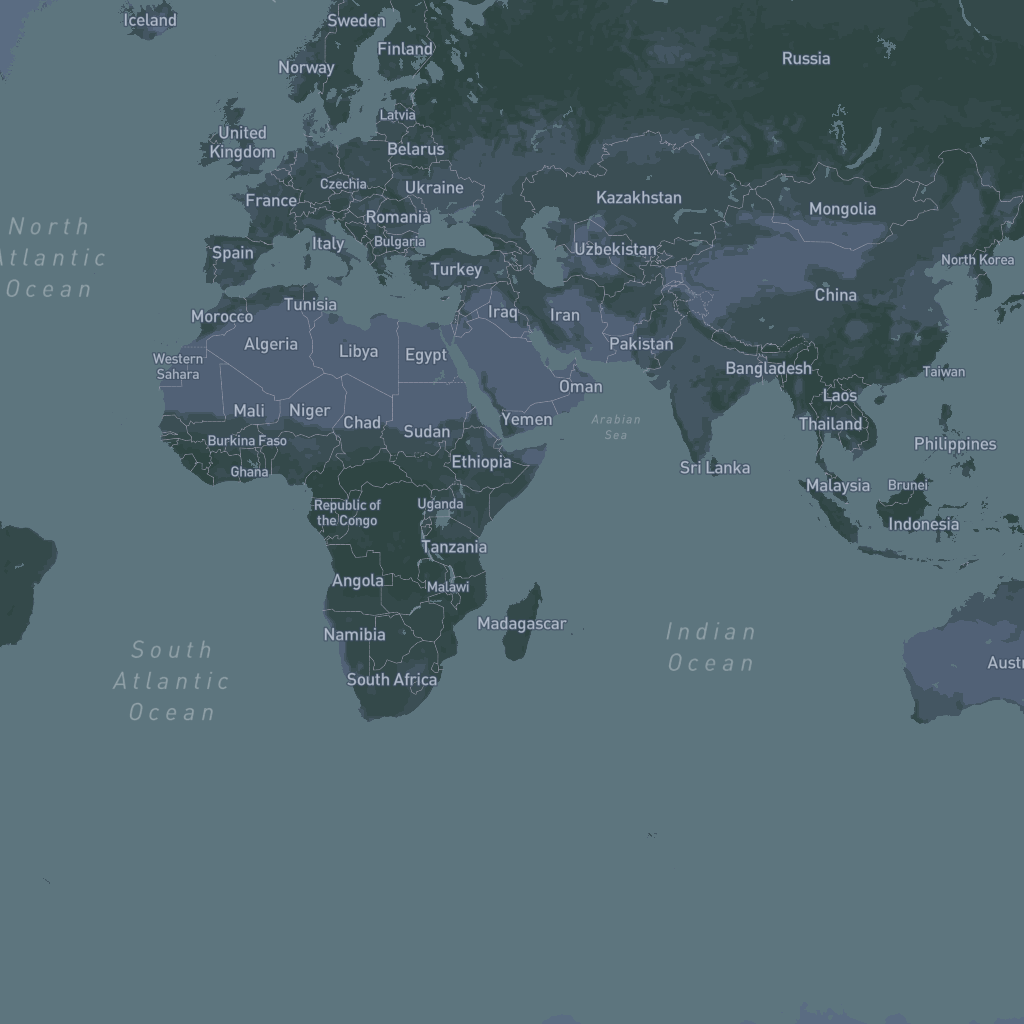 Iceland
Sweden
Finland
Norway
Russia
Latvia
United
Kingdom
Belarus
Czechia
Ukraine
France
Kazakhstan
Romania
Mongolia
North
Atlantic
Ocean
Italy
Bulgaria
Spain
Uzbekistan
Turkey
North Korea
China
Tunisia
Morocco
Iraq
Iran
Algeria
Libya
Egypt
Pakistan
Western
Sahara
Bangladesh
Taiwan
Oman
Laos
Mali
Niger
Chad
Yemen
Arabian
Sea
Thailand
Sudan
Burkina Faso
Philippines
Ethiopia
Ghana
Sri Lanka
Malaysia
Brunei
Republic of
the Congo
Uganda
Indonesia
Tanzania
Angola
Malawi
Madagascar
Namibia
Indian
Ocean
South
Atlantic
Ocean
Austr
South Africa